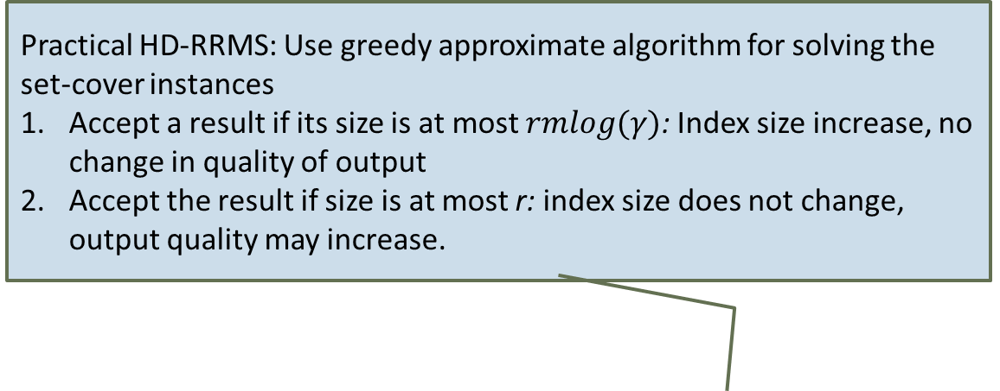 Practical HD-RRMS: Use greedy approximate algorithm for solving the
set-cover instances
1. Accept a result if its size is at most rmlog(γ): Index size increase, no
change in quality of output
2. Accept the result if size is at most r: index size does not change,
output quality may increase.